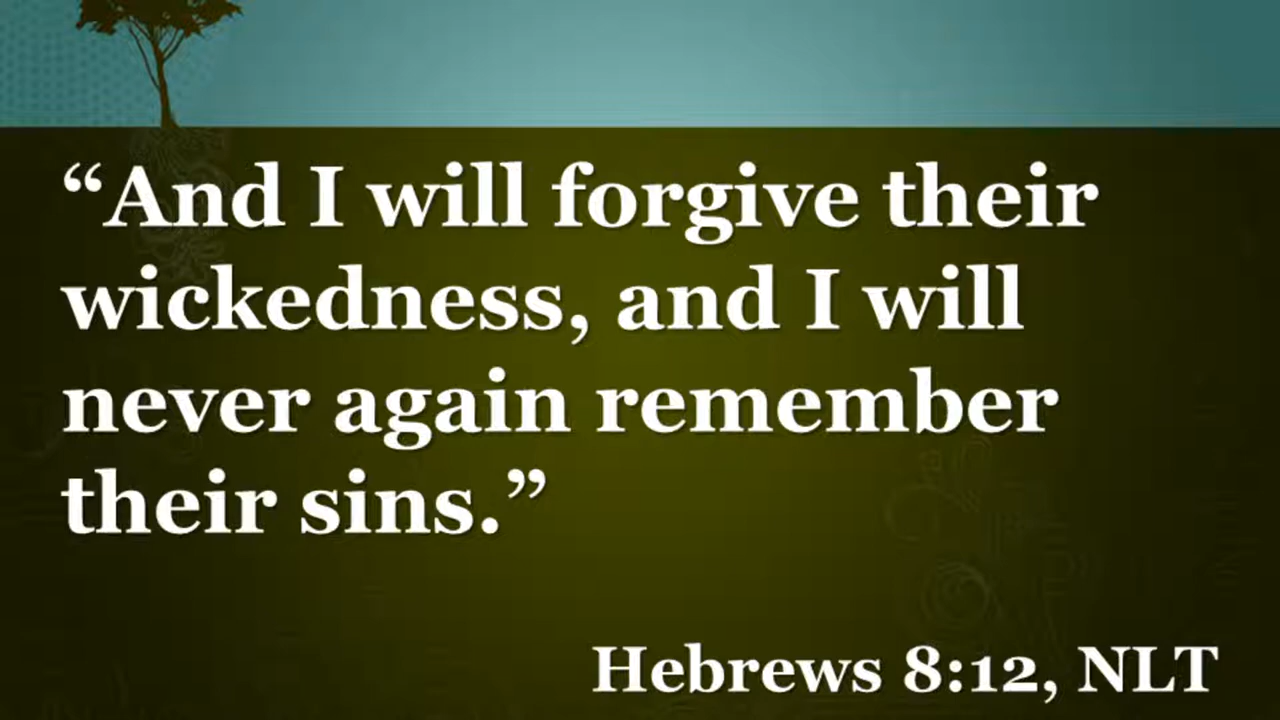 “And I will forgive their
wickedness, and I will
never again remember
their sins.”
Hebrews 8:12, NLT